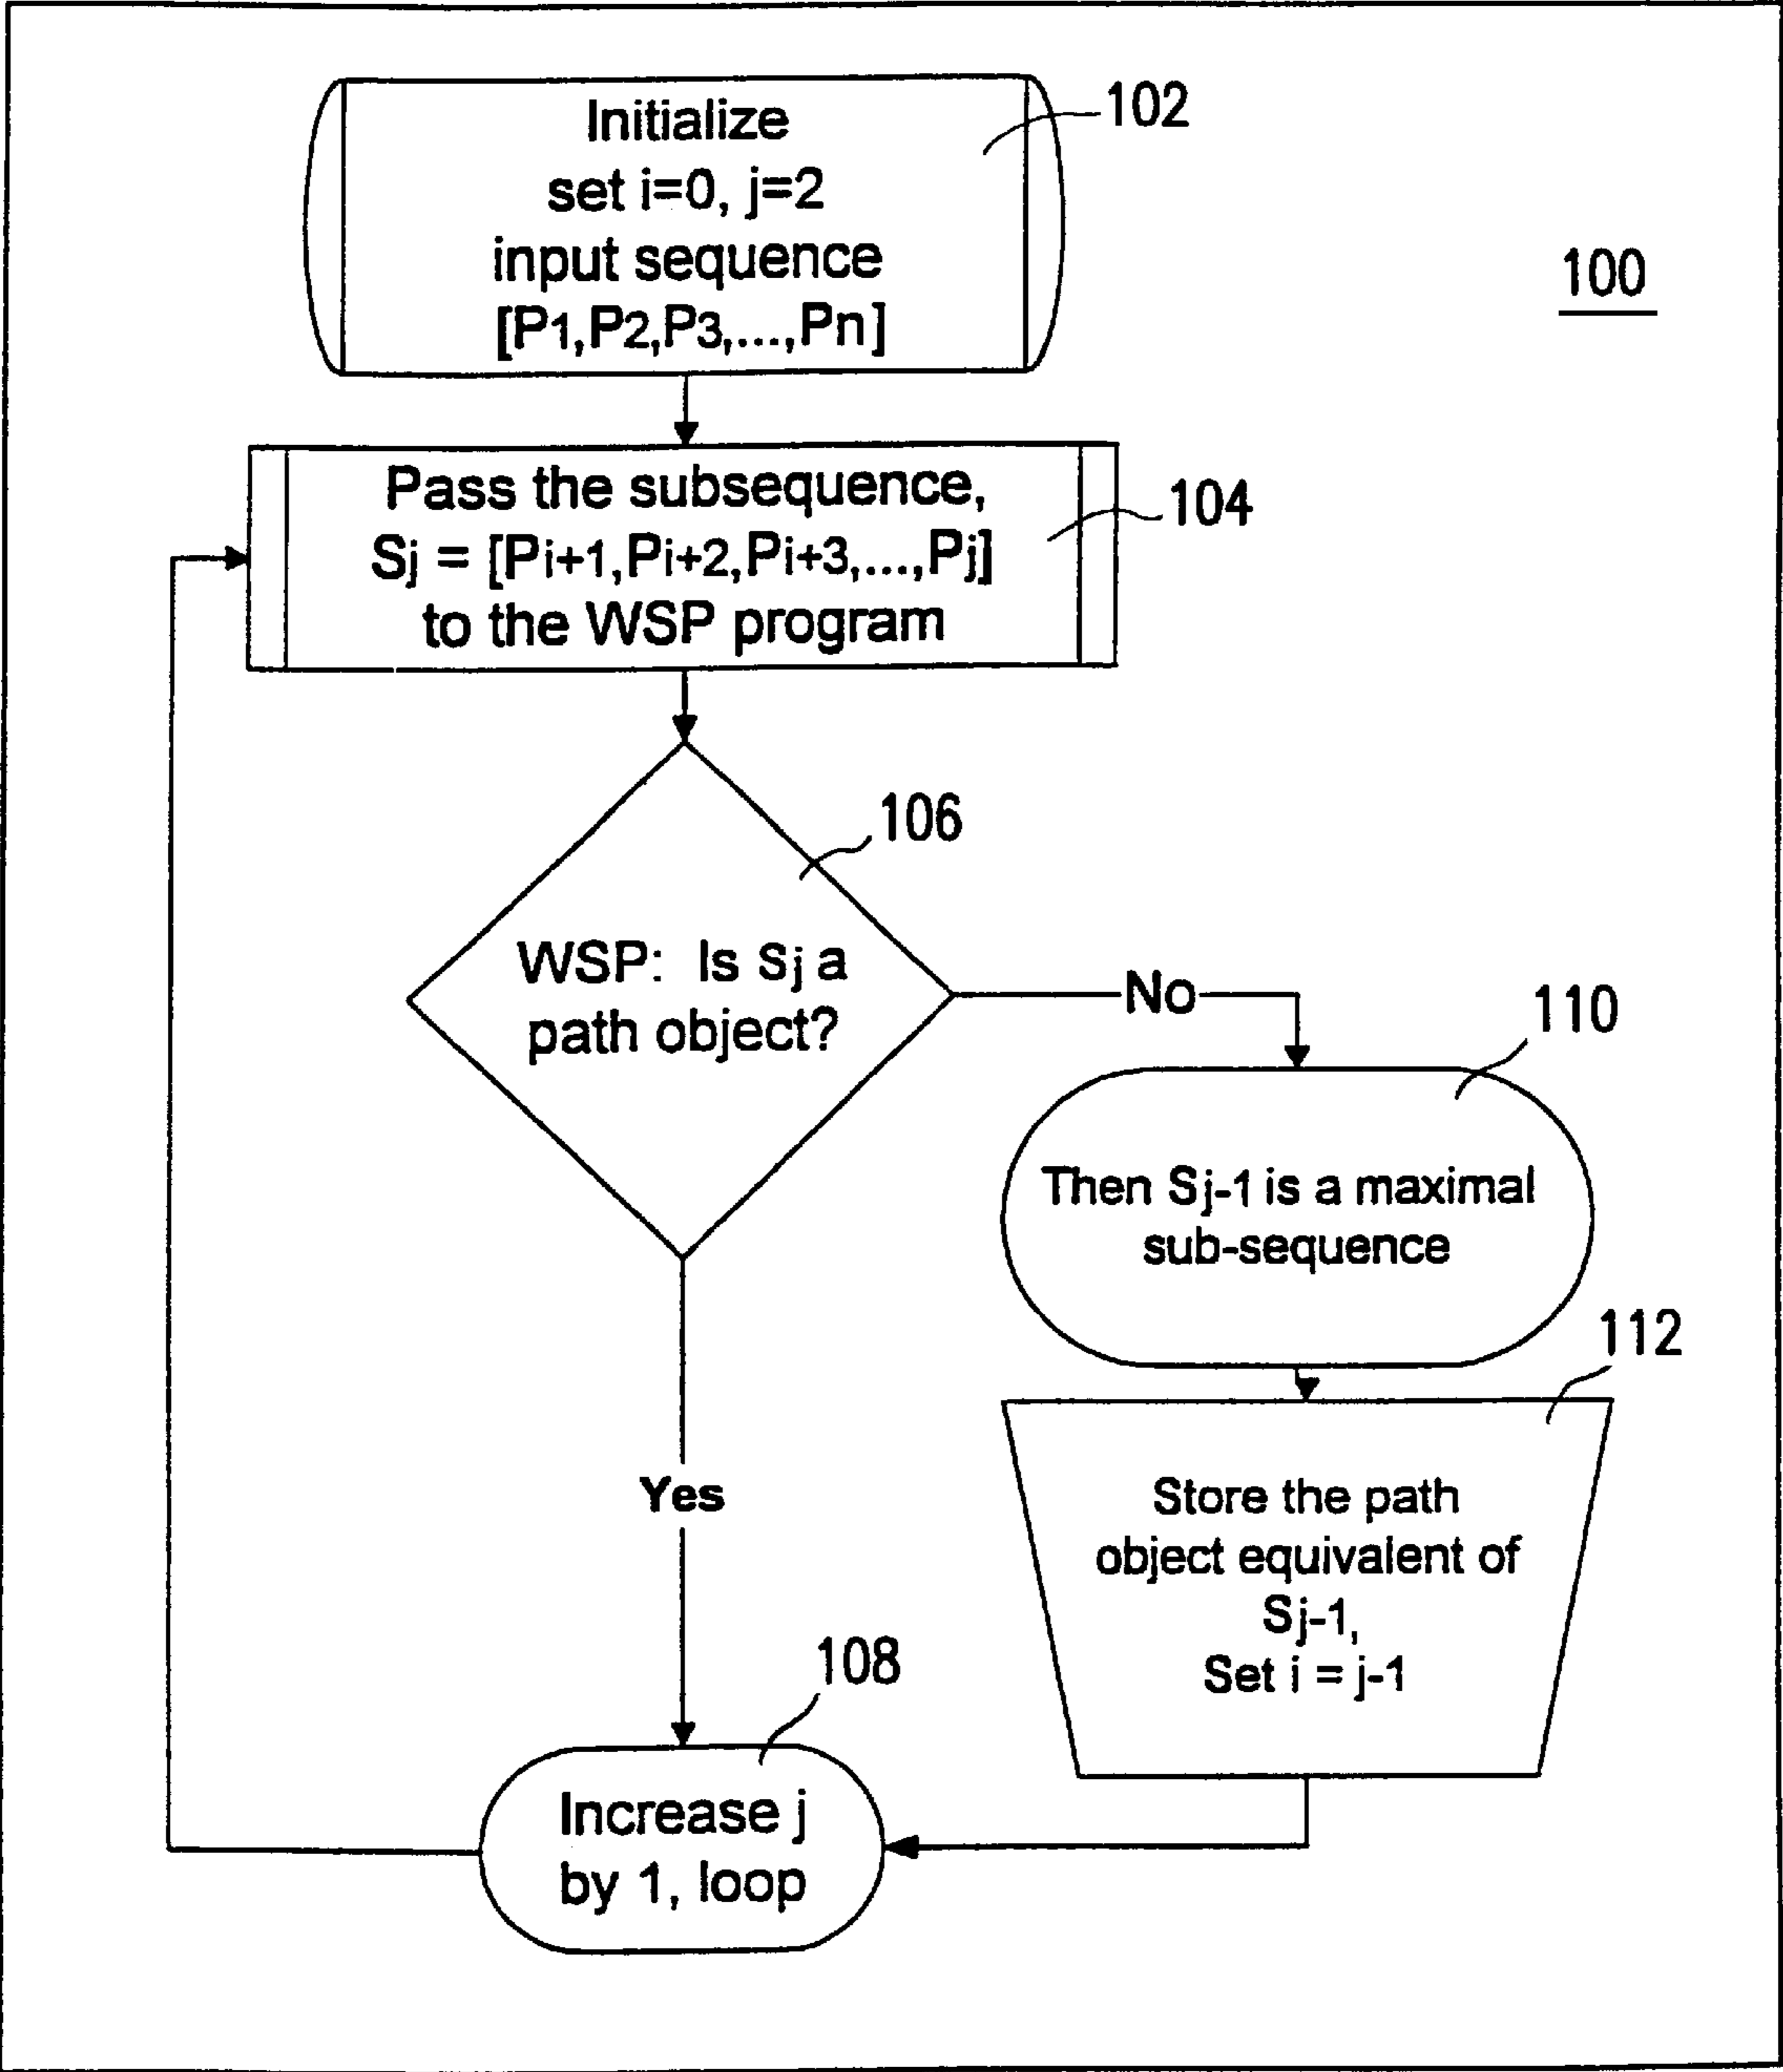 Initialize
set i=0, j=2
input sequence
[P1,P2,P3,...,Pn]
102
100
Pass the subsequence,
Sj = [Pi+1,Pi+2,Pi+3,...,Pj]
to the WSP program
104
106
WSP: Is Sj a
path object?
No
110
Then Sj-1 is a maximal
sub-sequence
112
Store the path
object equivalent of
Sj-1,
Set i = j-1
Yes
108
Increase j
by 1, loop